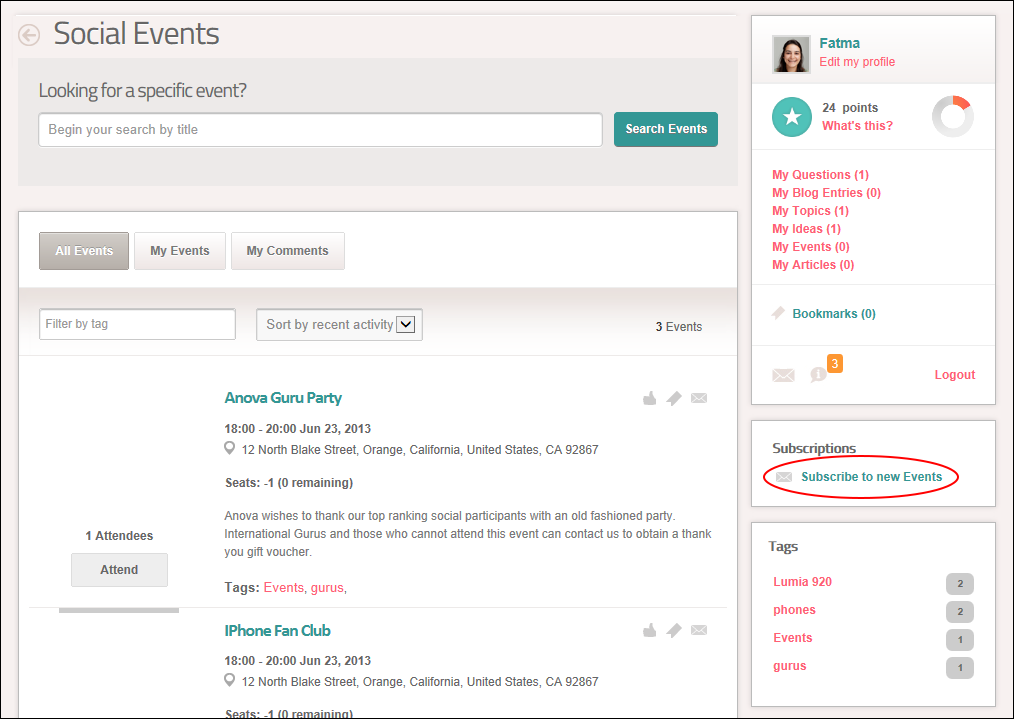 Social Events
Looking for a specific event?
Begin your search by title
Search Events
All Events
My Events
My Comments
Filter by tag
Sort by recent activity
3 Events
Anova Guru Party
18:00 - 20:00 Jun 23, 2013
12 North Blake Street, Orange, California, United States, CA 92867
Seats: -1 (0 remaining)
Anova wishes to thank our top ranking social participants with an old fashioned party.
International Gurus and those who cannot attend this event can contact us to obtain a thank
you gift voucher.
1 Attendees
Attend
Tags: Events, gurus,
IPhone Fan Club
18:00 - 20:00 Jun 23, 2013
12 North Blake Street, Orange, California, United States, CA 92867
Seats: -1 (0 remaining)
Fatma
Edit my profile
24 points
What's this?
My Questions (1)
My Blog Entries (0)
My Topics (1)
My Ideas (1)
My Events (0)
My Articles (0)
Bookmarks (0)
3
Logout
Subscriptions
Subscribe to new Events
Tags
Lumia 920 2
phones 2
Events 1
gurus 1